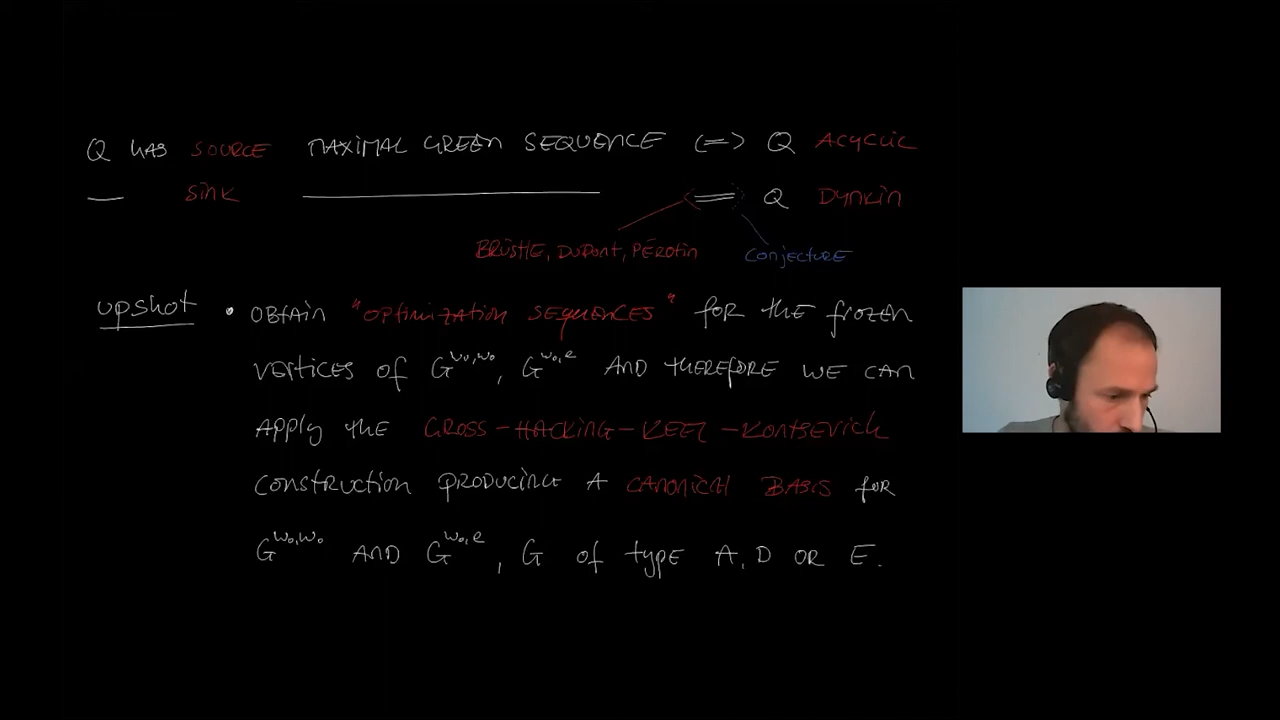 Q HAS SOURCE MAXIMAL GREEN SEQUENCE <=> Q ACYCLIC
— SINK — <=> Q DYNKIN
BRÜSTLE, DUPONT, PÉROTIN CONJECTURE
UPSHOT • OBTAIN "OPTIMIZATION SEQUENCES" FOR THE FROZEN
VERTICES OF G^{w₀,w₀}, G^{w₀,e} AND THEREFORE WE CAN
APPLY THE GROSS-HACKING-KEEL-KONTSEVICH
CONSTRUCTION PRODUCING A CANONICAL BASIS FOR
G^{w₀,w₀} AND G^{w₀,e}, G OF TYPE A, D OR E.